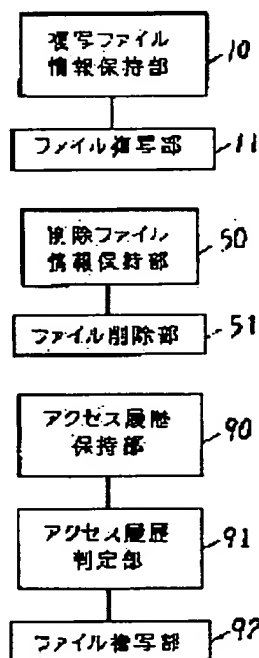 複写ファイル
情報保持部
10
ファイル複写部
11
削除ファイル
情報保持部
50
ファイル削除部
51
アクセス履歴
保持部
90
アクセス履歴
判定部
91
ファイル複写部
92